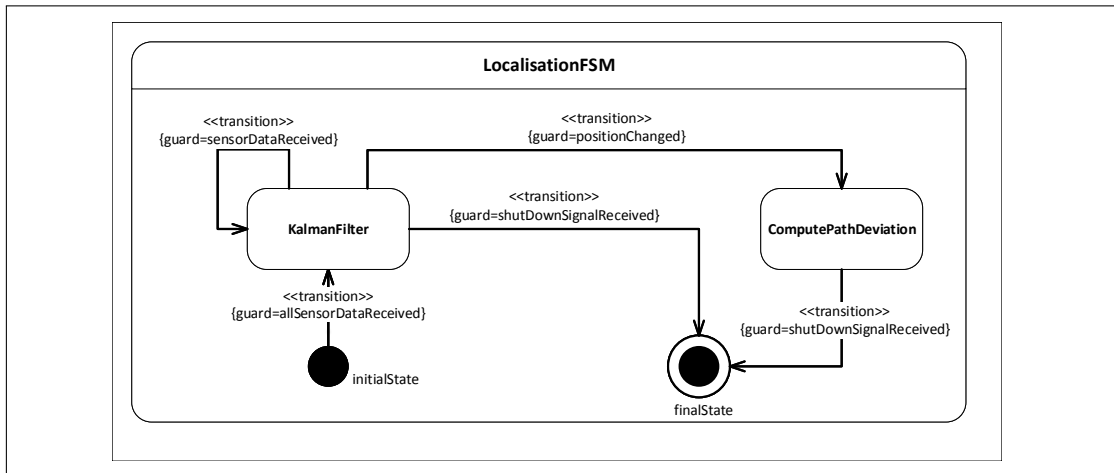 LocalisationFSM
<<transition>>
{guard=sensorDataReceived}
<<transition>>
{guard=positionChanged}
<<transition>>
{guard=shutDownSignalReceived}
KalmanFilter
ComputePathDeviation
<<transition>>
{guard=allSensorDataReceived}
<<transition>>
{guard=shutDownSignalReceived}
initialState
finalState